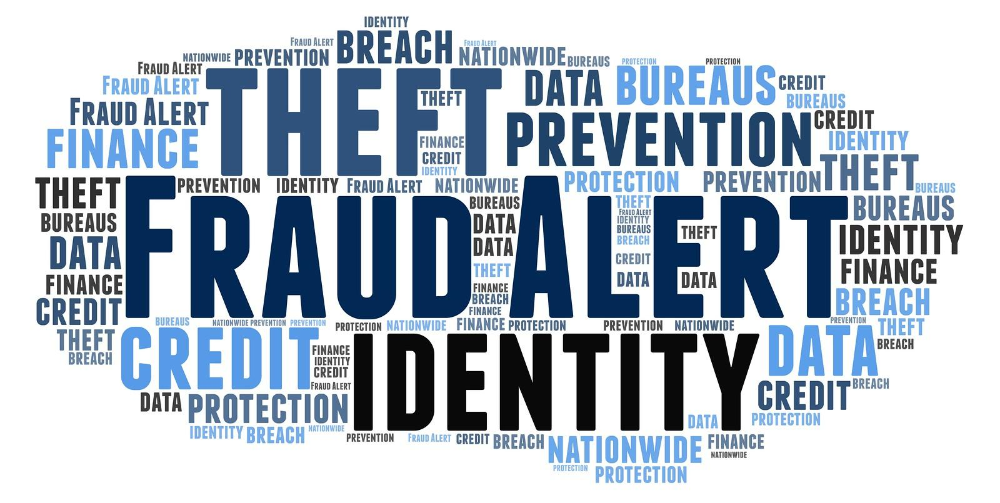 IDENTITY
FRAUD ALERT BREACH FRAUD ALERT
NATIONWIDE PREVENTION NATIONWIDE BUREAUS PROTECTION PROTECTION
FRAUD ALERT
FRAUD ALERT THEFT DATA BUREAUS CREDIT
THEFT BUREAUS
FRAUD ALERT PREVENTION CREDIT
FINANCE FINANCE IDENTITY
CREDIT
IDENTITY THEFT
THEFT PREVENTION IDENTITY FRAUD ALERT NATIONWIDE PROTECTION PREVENTION BUREAUS
FRAUD ALERT
BUREAUS THEFT BUREAUS
FRAUD ALERT
IDENTITY
BUREAUS DATA BUREAUS THEFT IDENTITY
BREACH
DATA DATA
CREDIT
THEFT FINANCE
FINANCE DATA DATA
FINANCE
BREACH BREACH
CREDIT FINANCE
BUREAUS NATIONWIDE PREVENTION PREVENTION PROTECTION NATIONWIDE FINANCE PROTECTION PREVENTION NATIONWIDE PREVENTION THEFT
THEFT CREDIT IDENTITY DATA BREACH
FINANCE
BREACH IDENTITY
CREDIT
FRAUD ALERT CREDIT BREACH
DATA PROTECTION DATA PROTECTION
IDENTITY BREACH NATIONWIDE
PREVENTION FRAUD ALERT CREDIT BREACH NATIONWIDE FINANCE
NATIONWIDE
PROTECTION PROTECTION